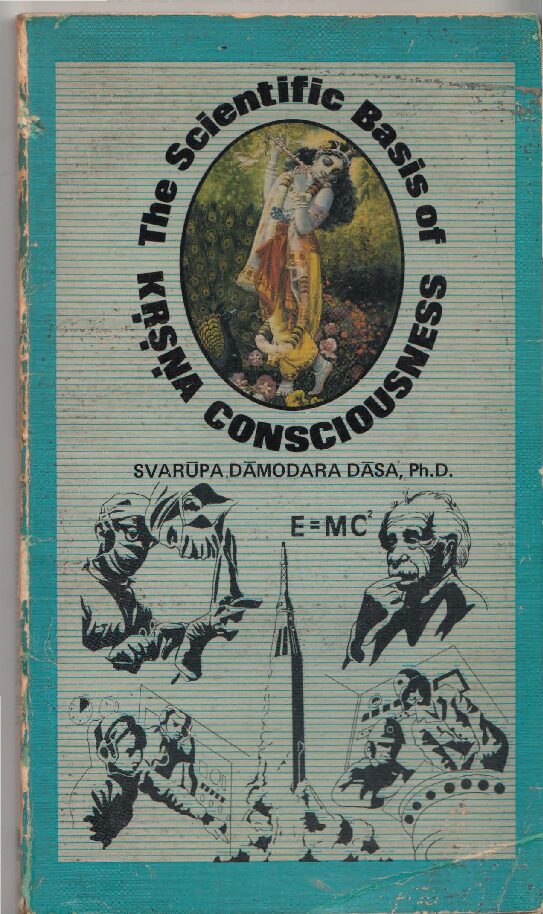 The Scientific Basis of
KṚṢṆA CONSCIOUSNESS
SVARŪPA DĀMODARA DĀSA, Ph.D.
E=MC²